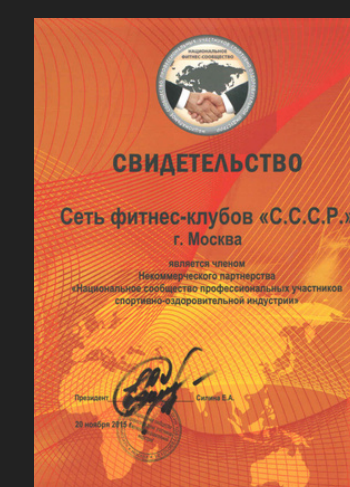 НАЦИОНАЛЬНОЕ
ФИТНЕС-СООБЩЕСТВО
СВИДЕТЕЛЬСТВО
Сеть фитнес-клубов «С.С.С.Р.»
г. Москва
является членом
Некоммерческого партнерства
«Национальное сообщество профессиональных участников
спортивно-оздоровительной индустрии»
Президент Силина Е.А.
20 ноября 2015 г.